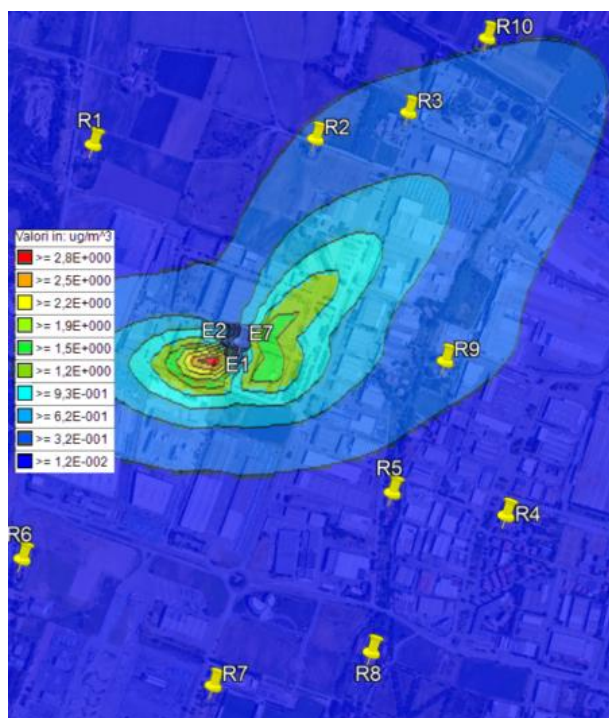 R10
R3
R2
R1
Valori in: ug/m^3
>= 2,8E+000
>= 2,5E+000
>= 2,2E+000
>= 1,9E+000
>= 1,5E+000
>= 1,2E+000
>= 9,3E-001
>= 6,2E-001
>= 3,2E-001
>= 1,2E-002
E2
E7
E1
R9
R5
R4
R6
R8
R7